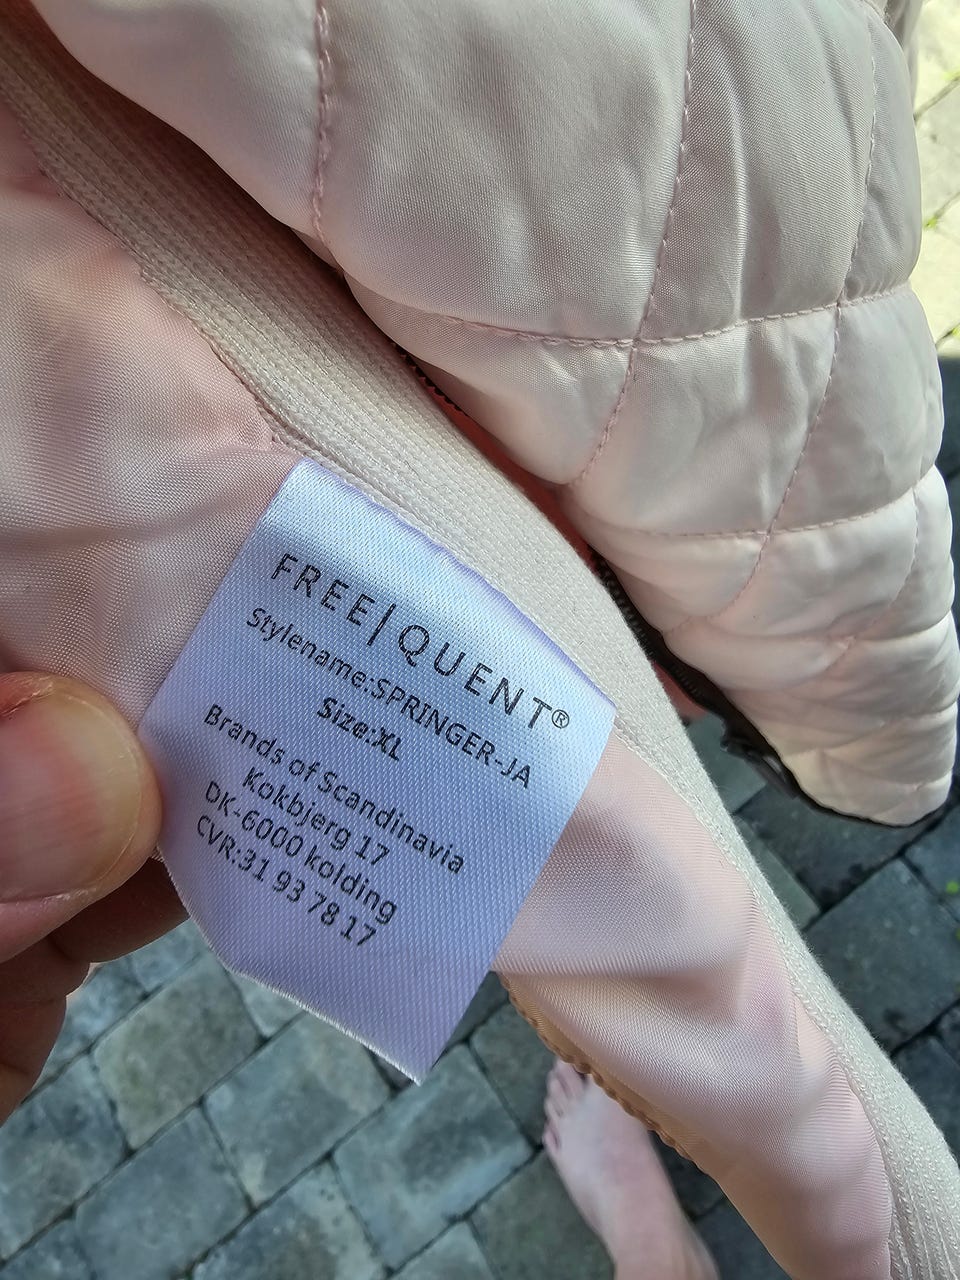 FREE|QUENT®
Stylename:SPRINGER-JA
Size:XL
Brands of Scandinavia
Kokbjerg 17
DK-6000 kolding
CVR:31 93 78 17